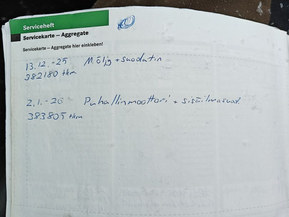 Serviceheft
Servicekarte – Aggregate
Servicekarte – Aggregate hier einkleben!
13.12.-25 Möljy + suodatin
382180 km
2.1.-26 Puhallinmoottori + sisäilmasuod.
383805 km